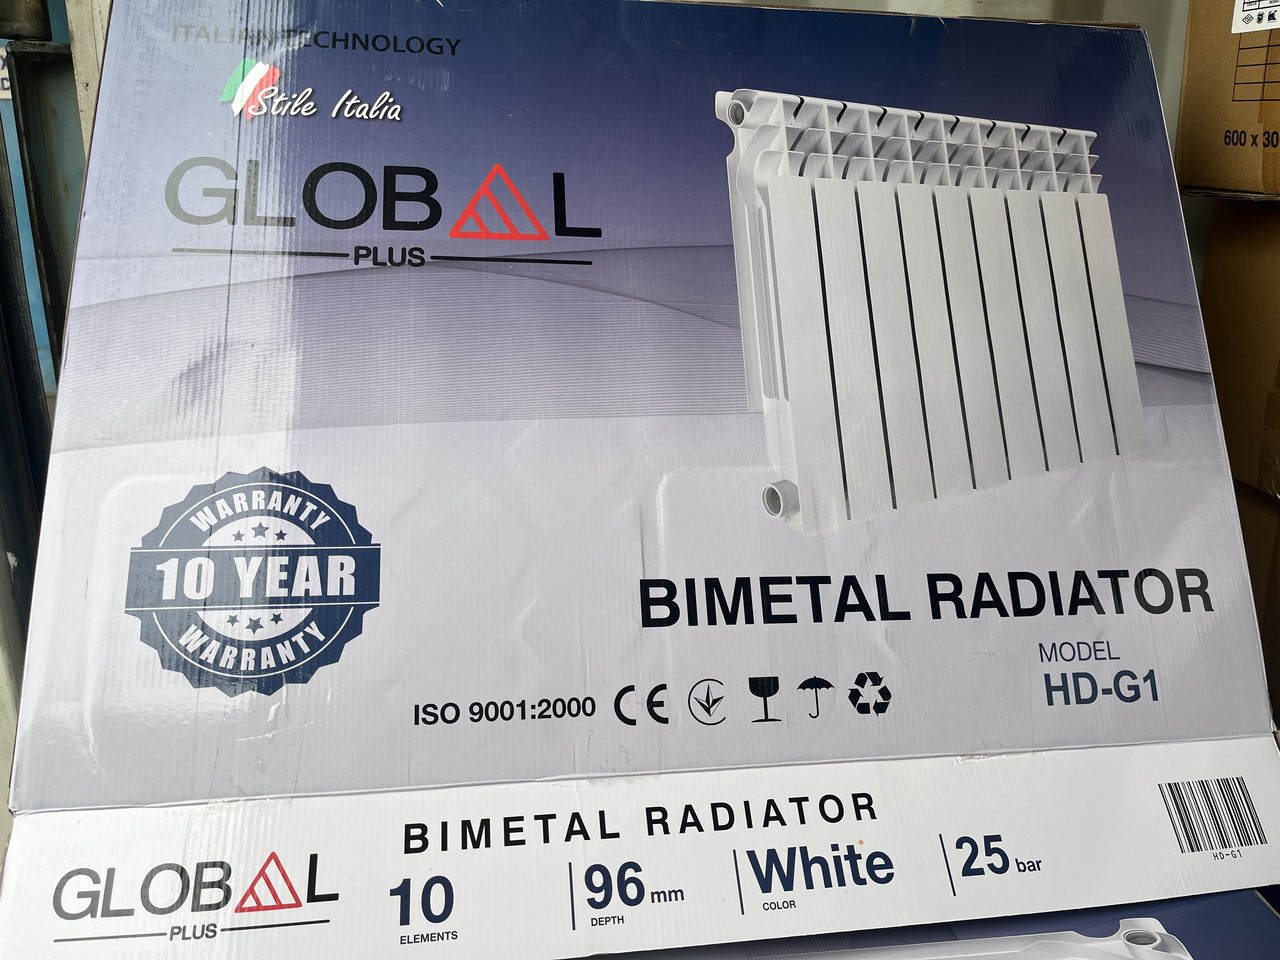 ITALIAN TECHNOLOGY
Stile Italia
GLOBAL
PLUS
WARRANTY
10 YEAR
WARRANTY
BIMETAL RADIATOR
MODEL
HD-G1
ISO 9001:2000 CE
BIMETAL RADIATOR
GLOBAL
PLUS
10
ELEMENTS
96 mm
DEPTH
White
COLOR
25 bar
HD-G1
600 x 30